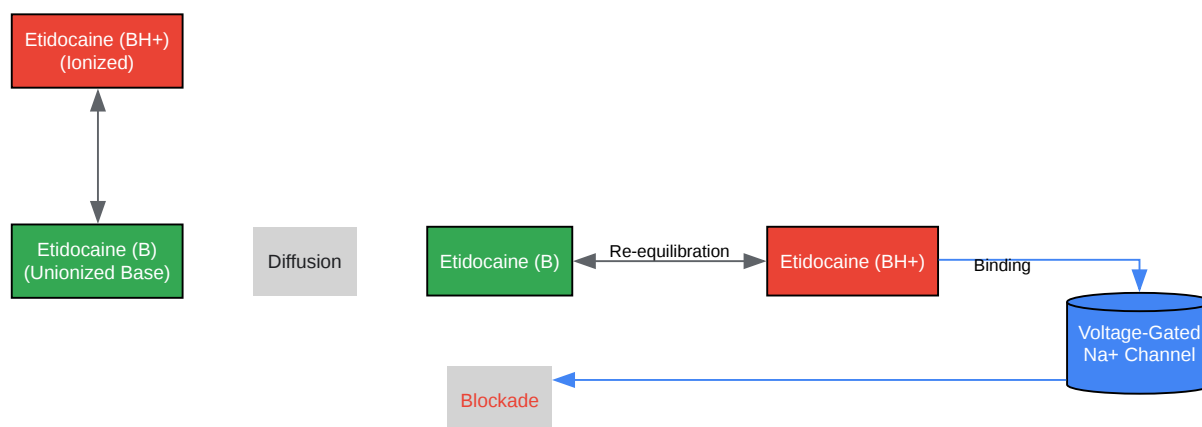 Etidocaine (BH+)
(Ionized)
Etidocaine (B)
(Unionized Base)
Diffusion
Etidocaine (B)
Re-equilibration
Etidocaine (BH+)
Binding
Voltage-Gated
Na+ Channel
Blockade